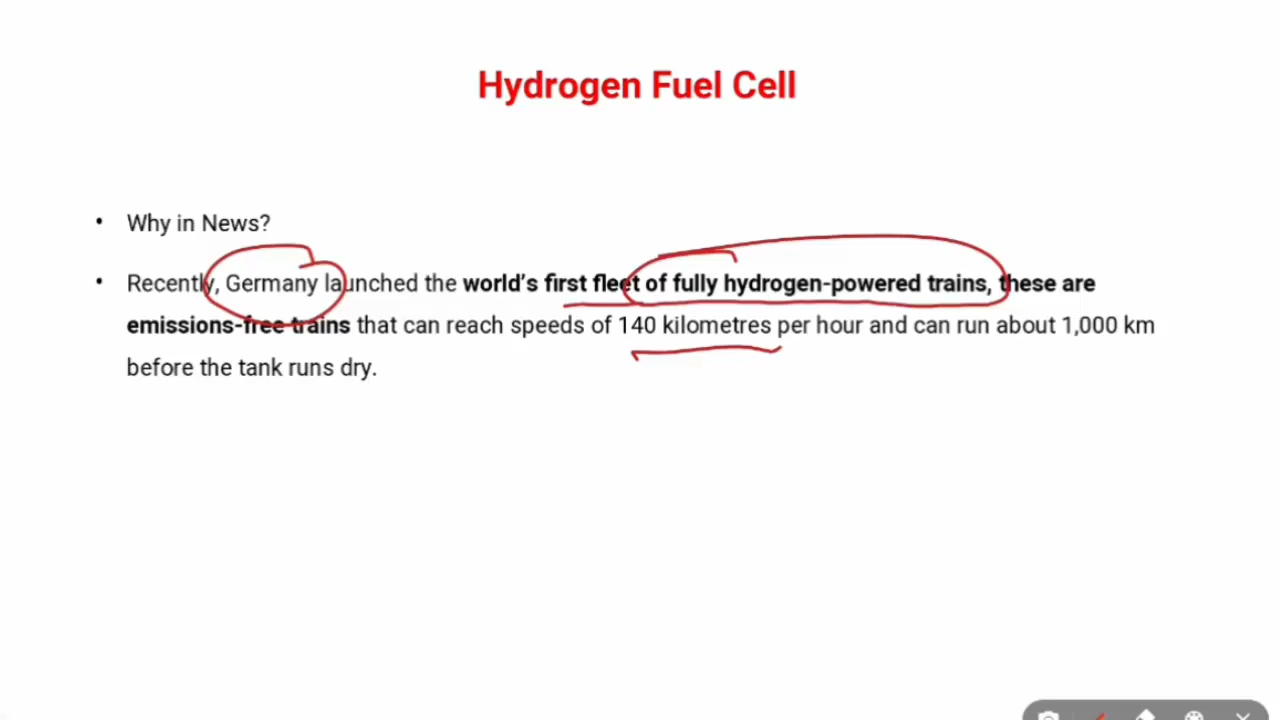 Hydrogen Fuel Cell
• Why in News?
• Recently, Germany launched the world's first fleet of fully hydrogen-powered trains, these are
emissions-free trains that can reach speeds of 140 kilometres per hour and can run about 1,000 km
before the tank runs dry.